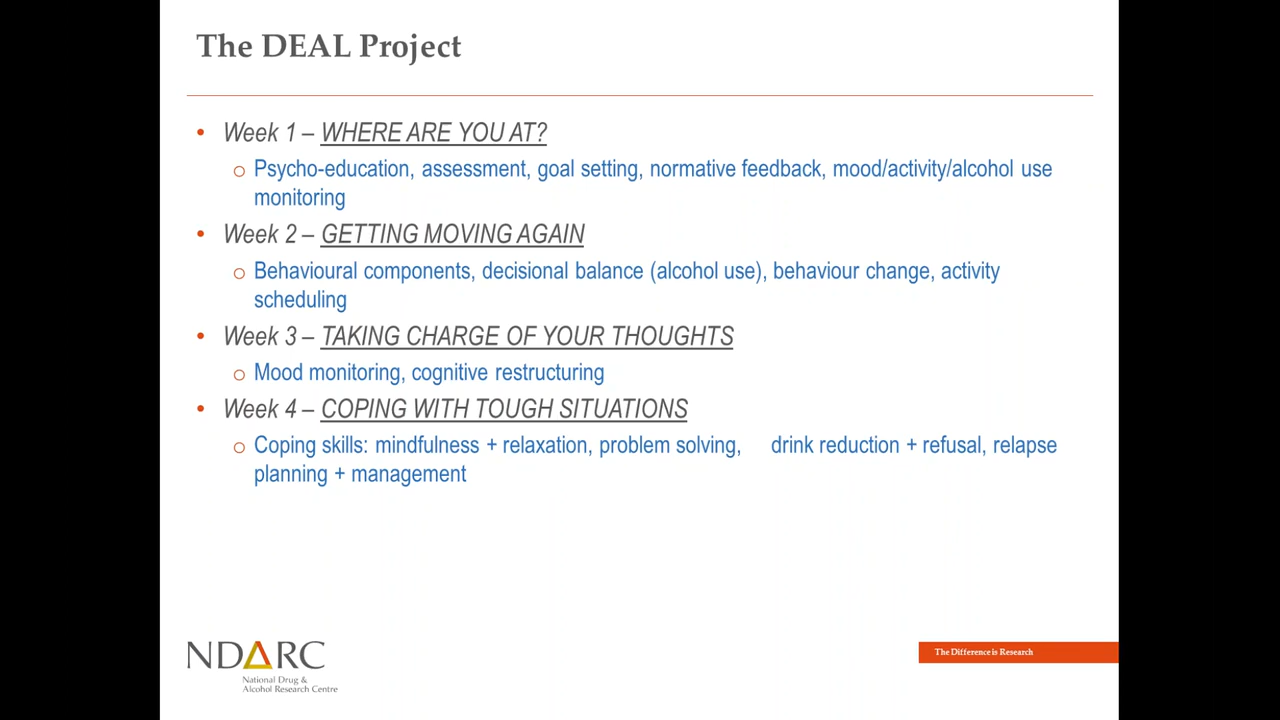 The DEAL Project
• Week 1 – WHERE ARE YOU AT?
o Psycho-education, assessment, goal setting, normative feedback, mood/activity/alcohol use
monitoring
• Week 2 – GETTING MOVING AGAIN
o Behavioural components, decisional balance (alcohol use), behaviour change, activity
scheduling
• Week 3 – TAKING CHARGE OF YOUR THOUGHTS
o Mood monitoring, cognitive restructuring
• Week 4 – COPING WITH TOUGH SITUATIONS
o Coping skills: mindfulness + relaxation, problem solving, drink reduction + refusal, relapse
planning + management
NDARC
National Drug &
Alcohol Research Centre
The Difference is Research